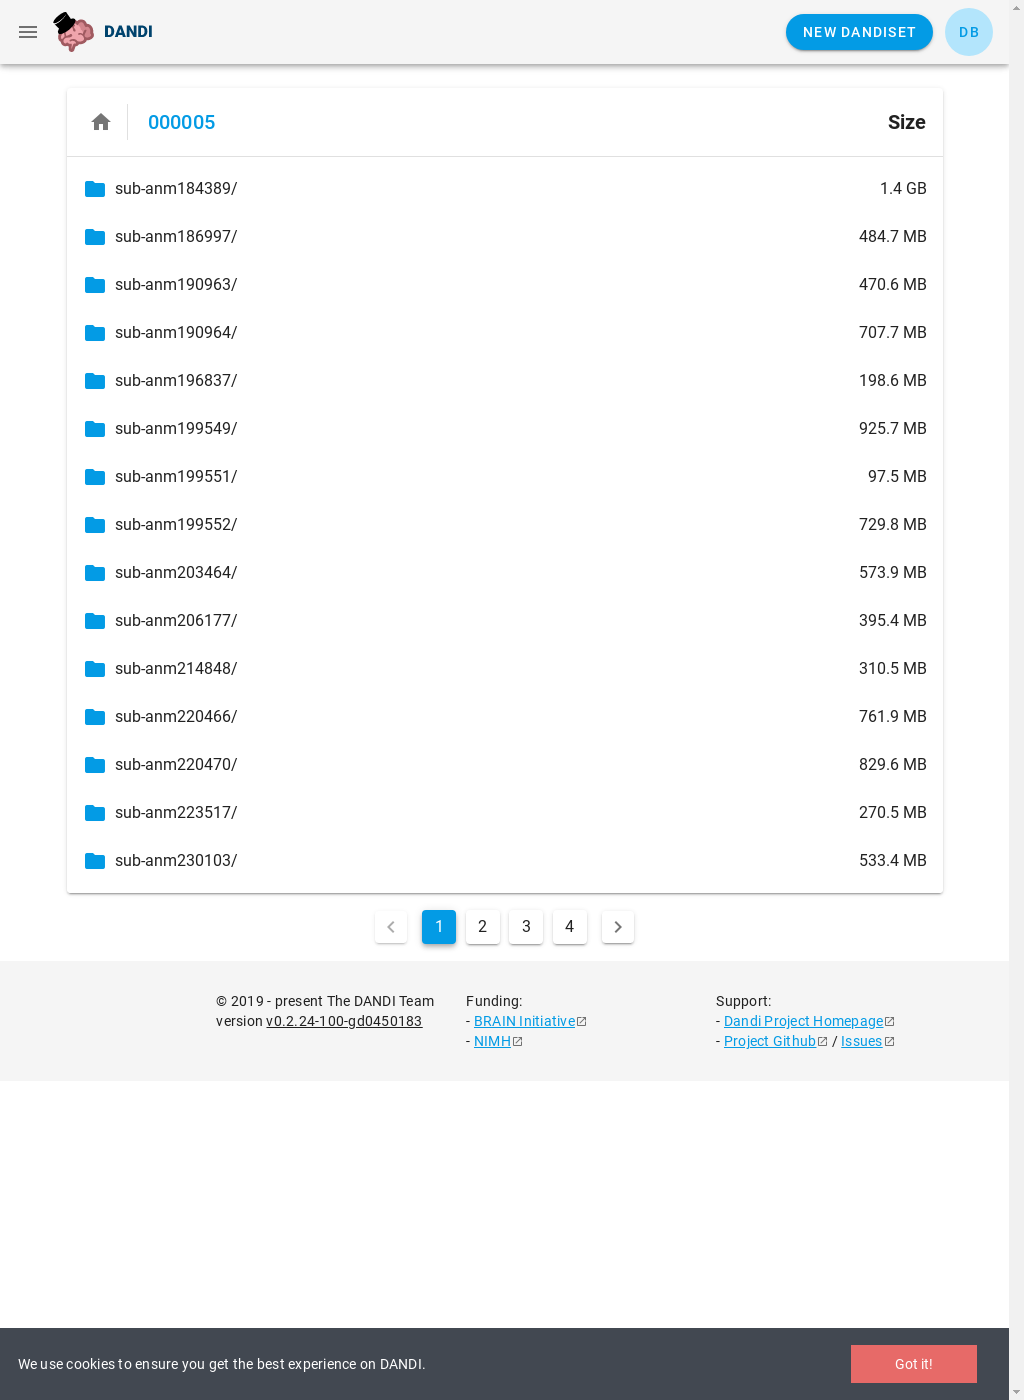 DANDI
NEW DANDISET
DB
000005
Size
sub-anm184389/ 1.4 GB
sub-anm186997/ 484.7 MB
sub-anm190963/ 470.6 MB
sub-anm190964/ 707.7 MB
sub-anm196837/ 198.6 MB
sub-anm199549/ 925.7 MB
sub-anm199551/ 97.5 MB
sub-anm199552/ 729.8 MB
sub-anm203464/ 573.9 MB
sub-anm206177/ 395.4 MB
sub-anm214848/ 310.5 MB
sub-anm220466/ 761.9 MB
sub-anm220470/ 829.6 MB
sub-anm223517/ 270.5 MB
sub-anm230103/ 533.4 MB
1 2 3 4
© 2019 - present The DANDI Team
version v0.2.24-100-gd0450183
Funding:
- BRAIN Initiative
- NIMH
Support:
- Dandi Project Homepage
- Project Github / Issues
We use cookies to ensure you get the best experience on DANDI.
Got it!